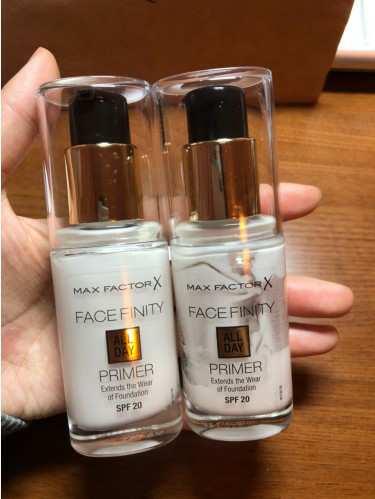 MAX FACTOR X
FACE FINITY
ALL
DAY
PRIMER
Extends the Wear
of Foundation
SPF 20
MAX FACTOR X
FACE FINITY
ALL
DAY
PRIMER
Extends the Wear
of Foundation
SPF 20